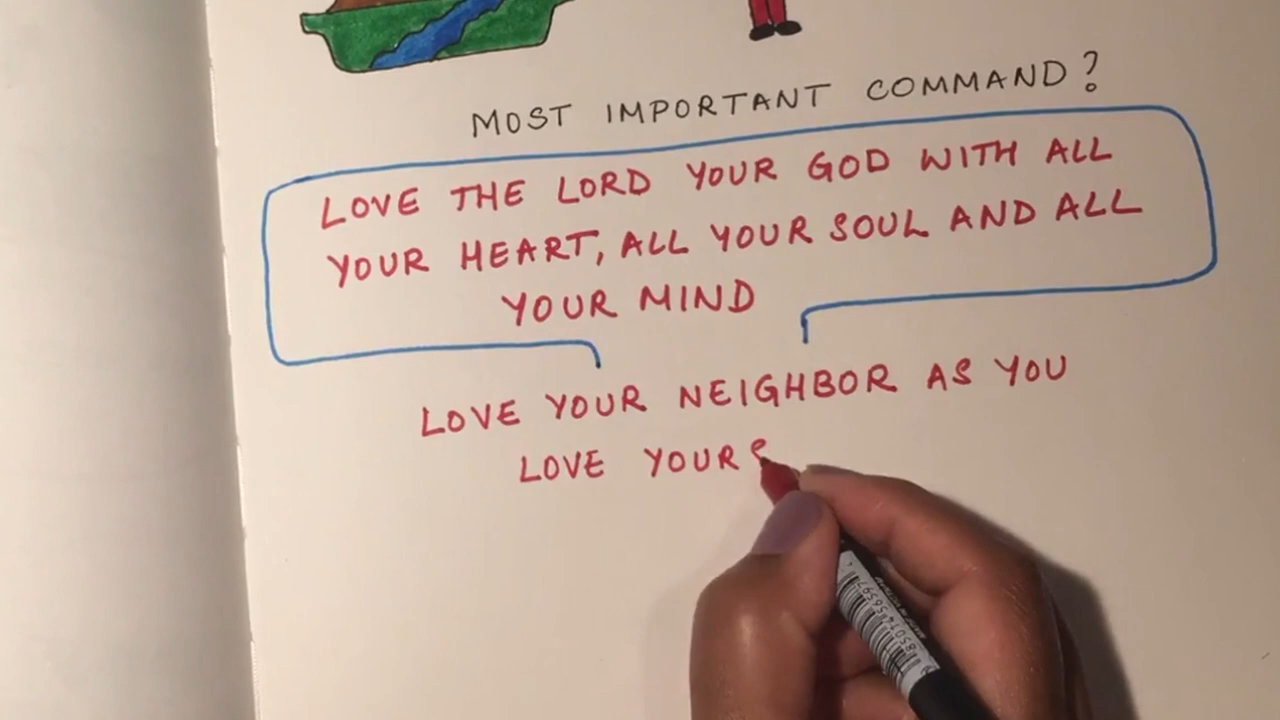 MOST IMPORTANT COMMAND?
LOVE THE LORD YOUR GOD WITH ALL
YOUR HEART, ALL YOUR SOUL AND ALL
YOUR MIND
LOVE YOUR NEIGHBOR AS YOU
LOVE YOURS